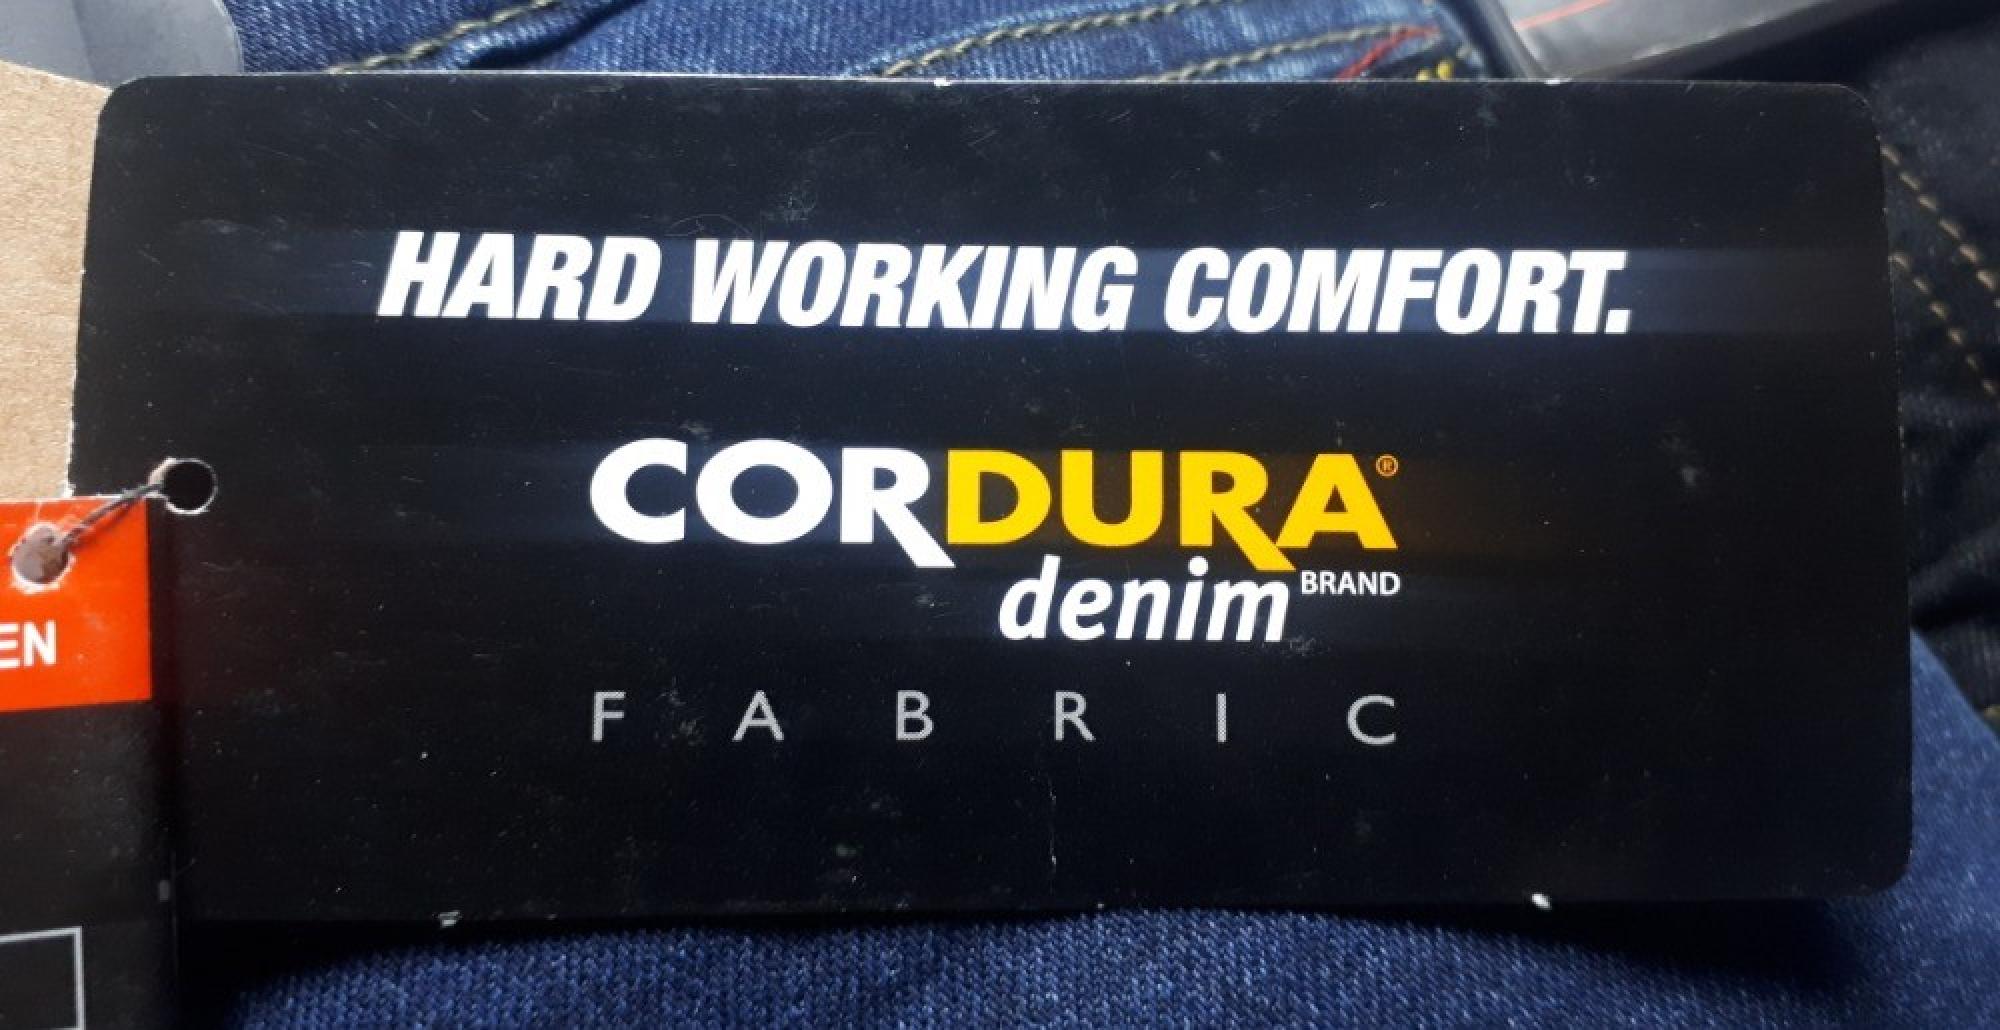 HARD WORKING COMFORT.
CORDURA®
denim BRAND
FABRIC
EN